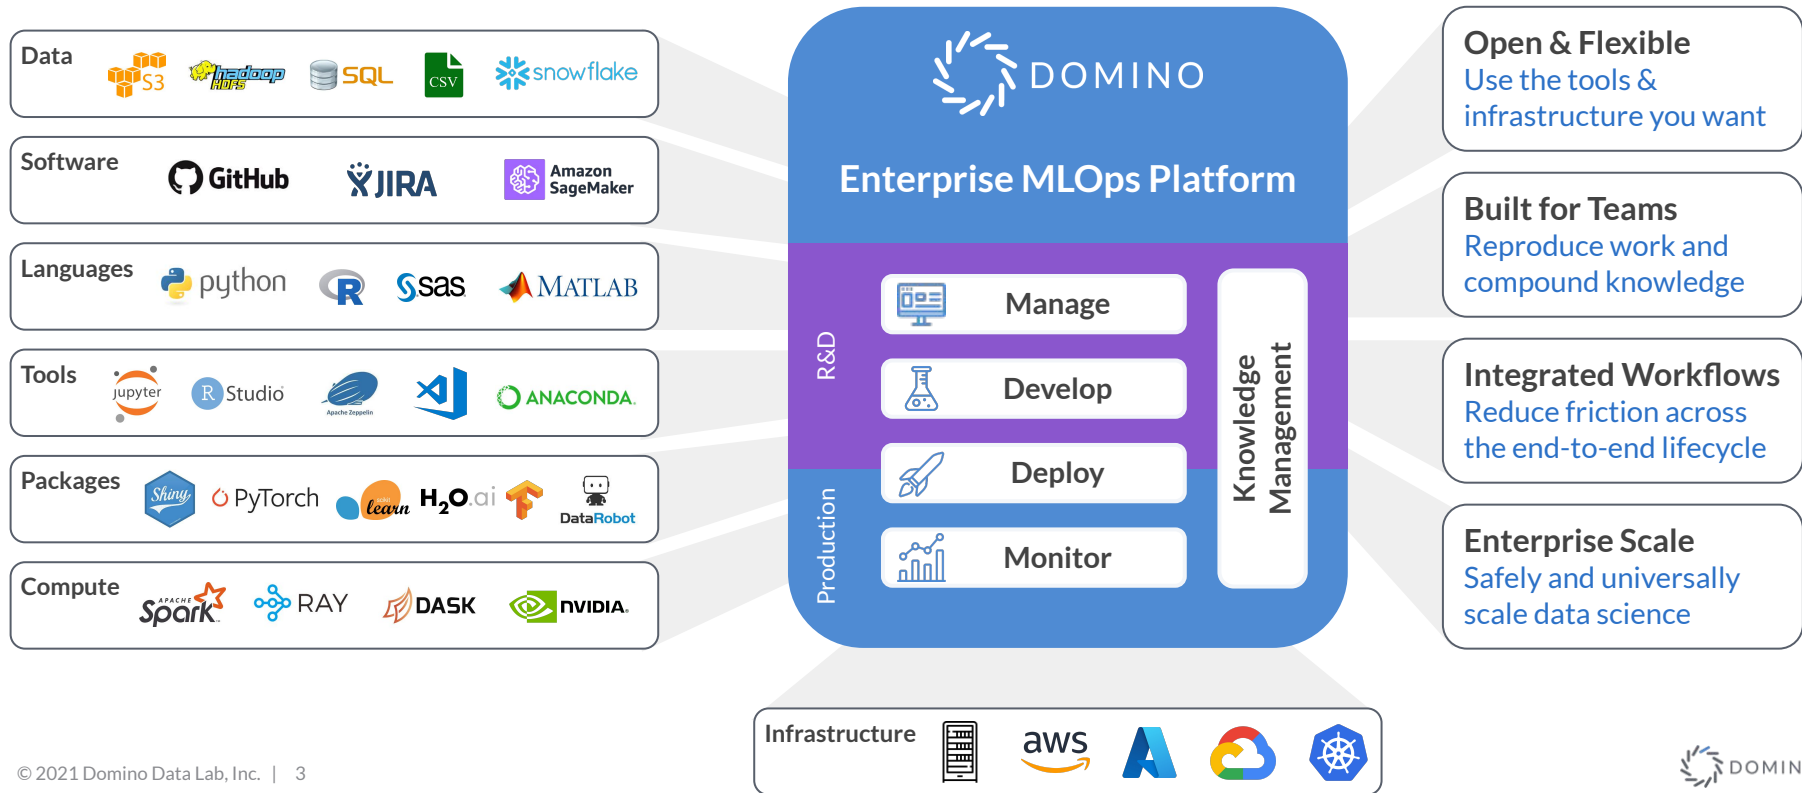 Data
S3
hadoop
HDFS
SQL
CSV
snowflake
Software
GitHub
JIRA
Amazon
SageMaker
Languages
python
R
sas
MATLAB
Tools
jupyter
R Studio
Apache Zeppelin
ANACONDA.
Packages
Shiny
PyTorch
scikit
learn
H2O.ai
DataRobot
Compute
APACHE
Spark
RAY
DASK
NVIDIA.
DOMINO
Enterprise MLOps Platform
R&D
Manage
Develop
Production
Deploy
Monitor
Knowledge
Management
Infrastructure
aws
Open & Flexible
Use the tools &
infrastructure you want
Built for Teams
Reproduce work and
compound knowledge
Integrated Workflows
Reduce friction across
the end-to-end lifecycle
Enterprise Scale
Safely and universally
scale data science
© 2021 Domino Data Lab, Inc. | 3
DOMIN